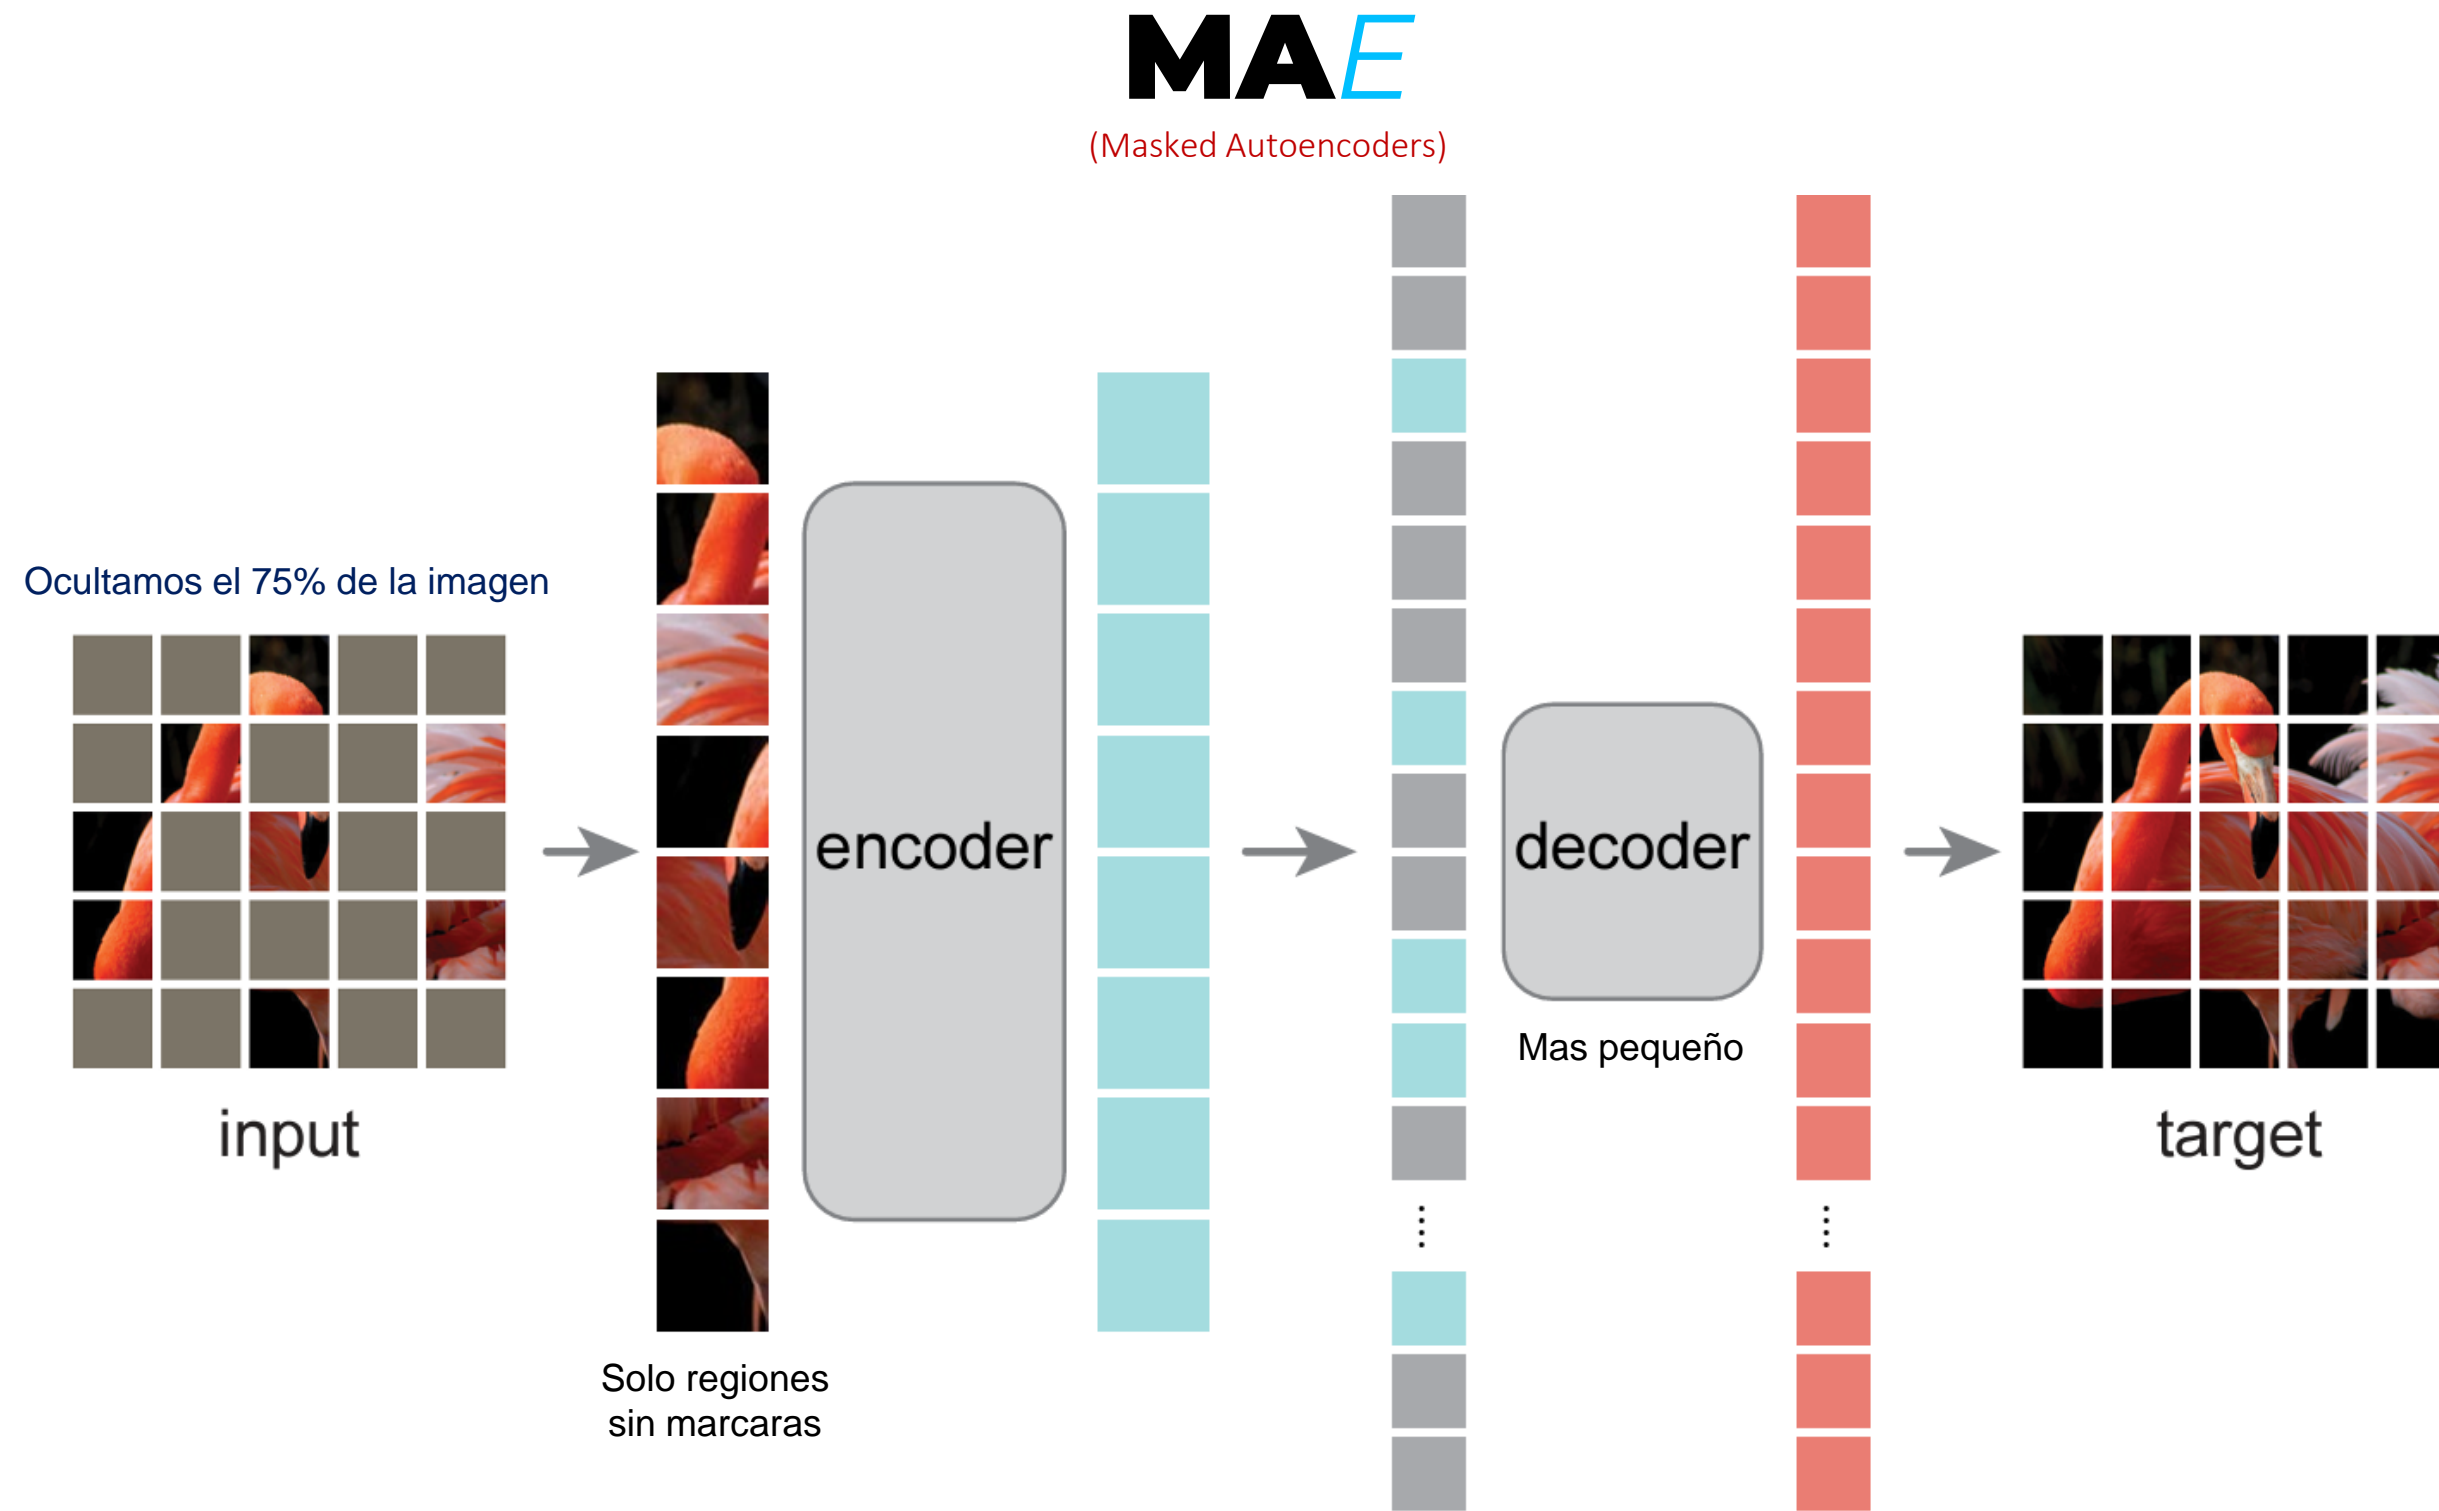 MAE
(Masked Autoencoders)
Ocultamos el 75% de la imagen
encoder
decoder
Mas pequeño
input
target
Solo regiones
sin marcaras